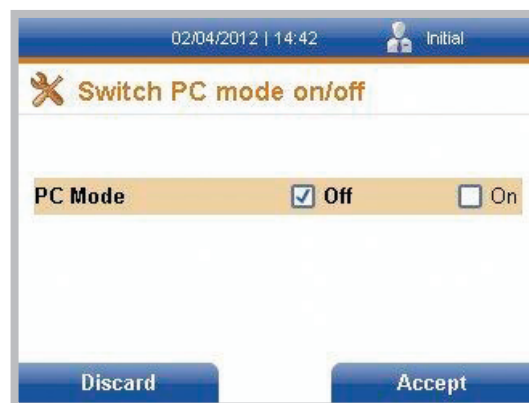 02/04/2012 | 14:42 Initial
Switch PC mode on/off
PC Mode Off On
Discard Accept